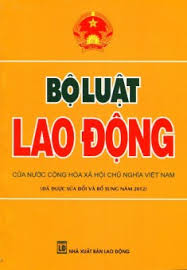 BỘ LUẬT
LAO ĐỘNG
CỦA NƯỚC CỘNG HÒA XÃ HỘI CHỦ NGHĨA VIỆT NAM
(ĐÃ ĐƯỢC SỬA ĐỔI VÀ BỔ SUNG NĂM 2012)
NHÀ XUẤT BẢN LAO ĐỘNG